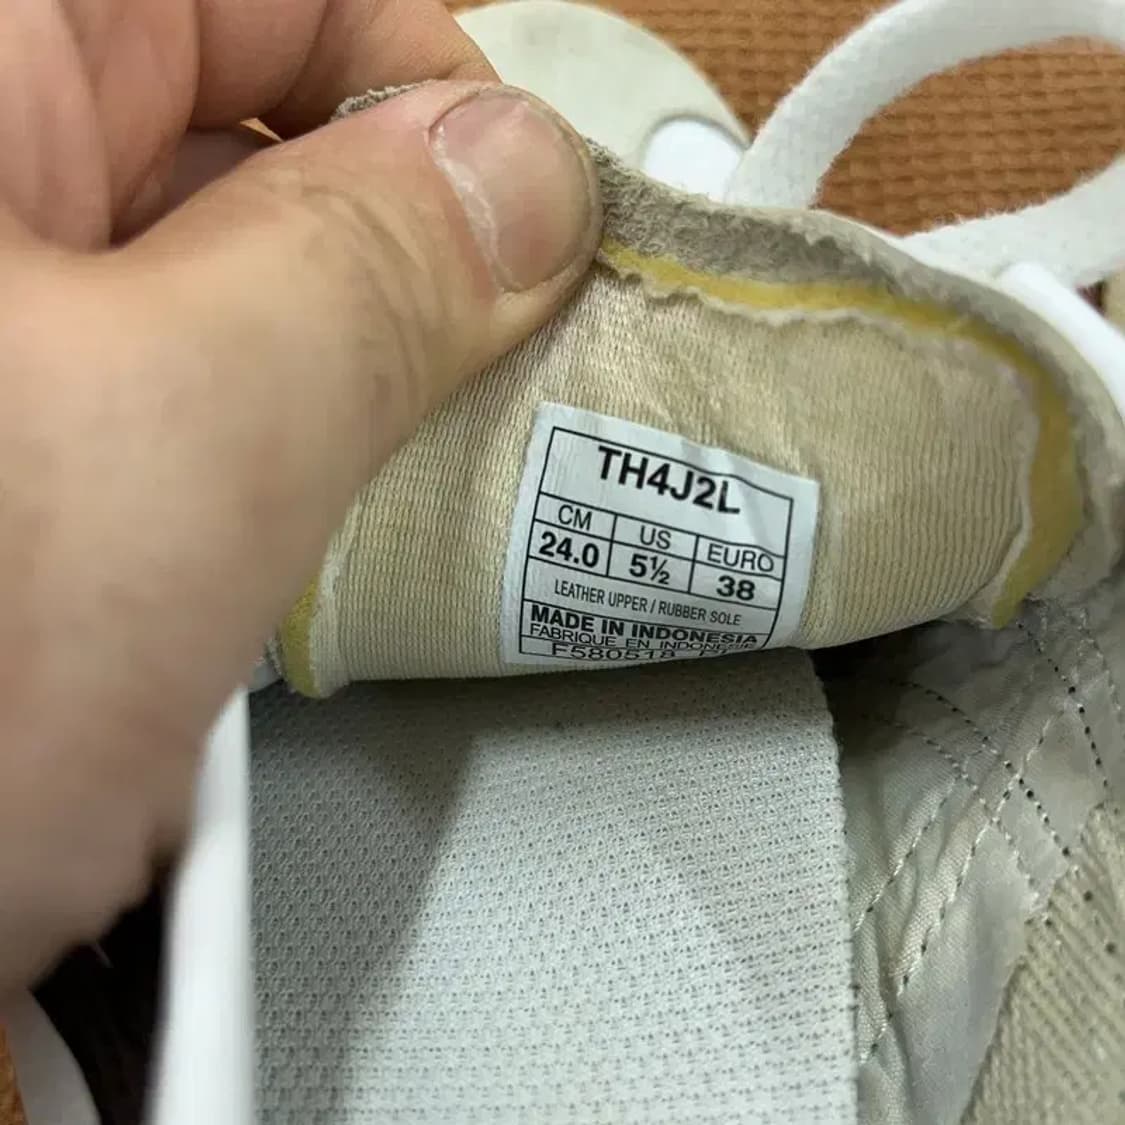 TH4J2L
CM US EURO
24.0 5½ 38
LEATHER UPPER / RUBBER SOLE
MADE IN INDONESIA
FABRIQUE EN INDONESIE
F580518